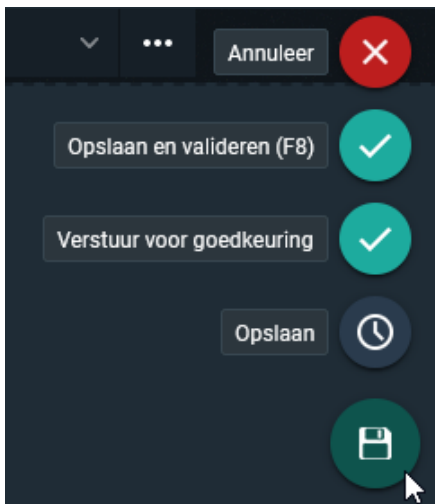 Annuleer
Opslaan en valideren (F8)
Verstuur voor goedkeuring
Opslaan